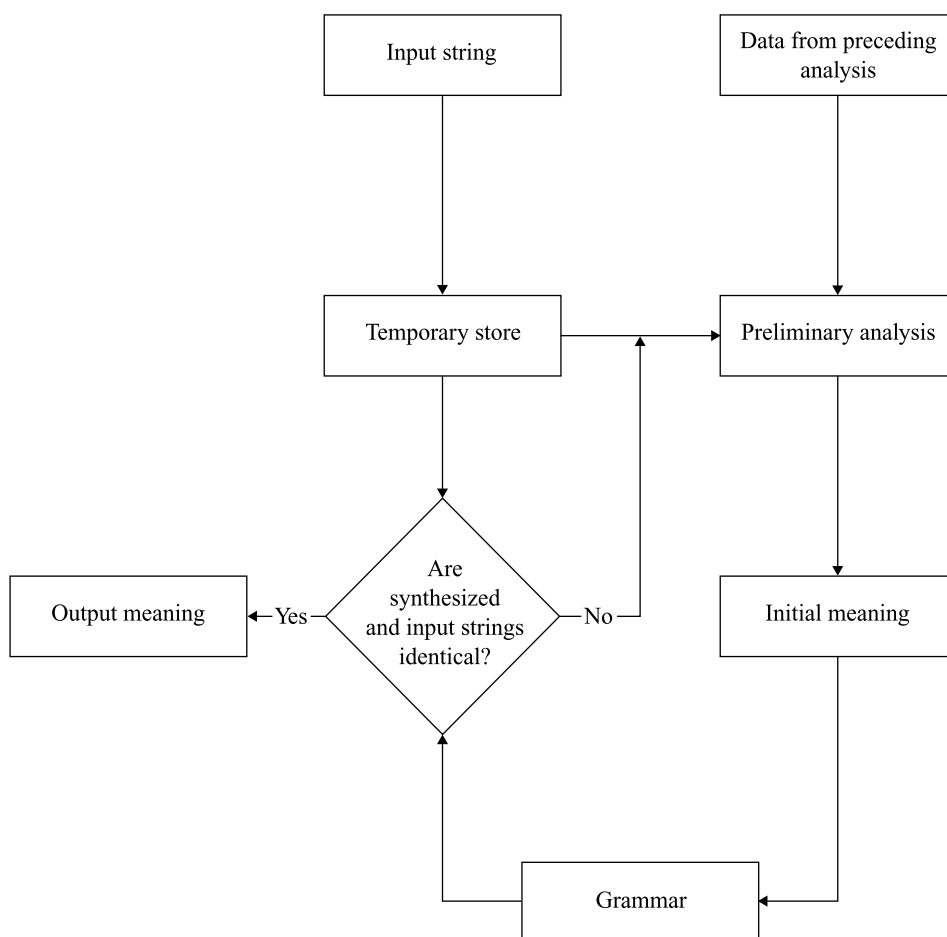 Input string
Data from preceding
analysis
Temporary store
Preliminary analysis
Are
synthesized
and input strings
identical?
Output meaning
Yes
No
Initial meaning
Grammar